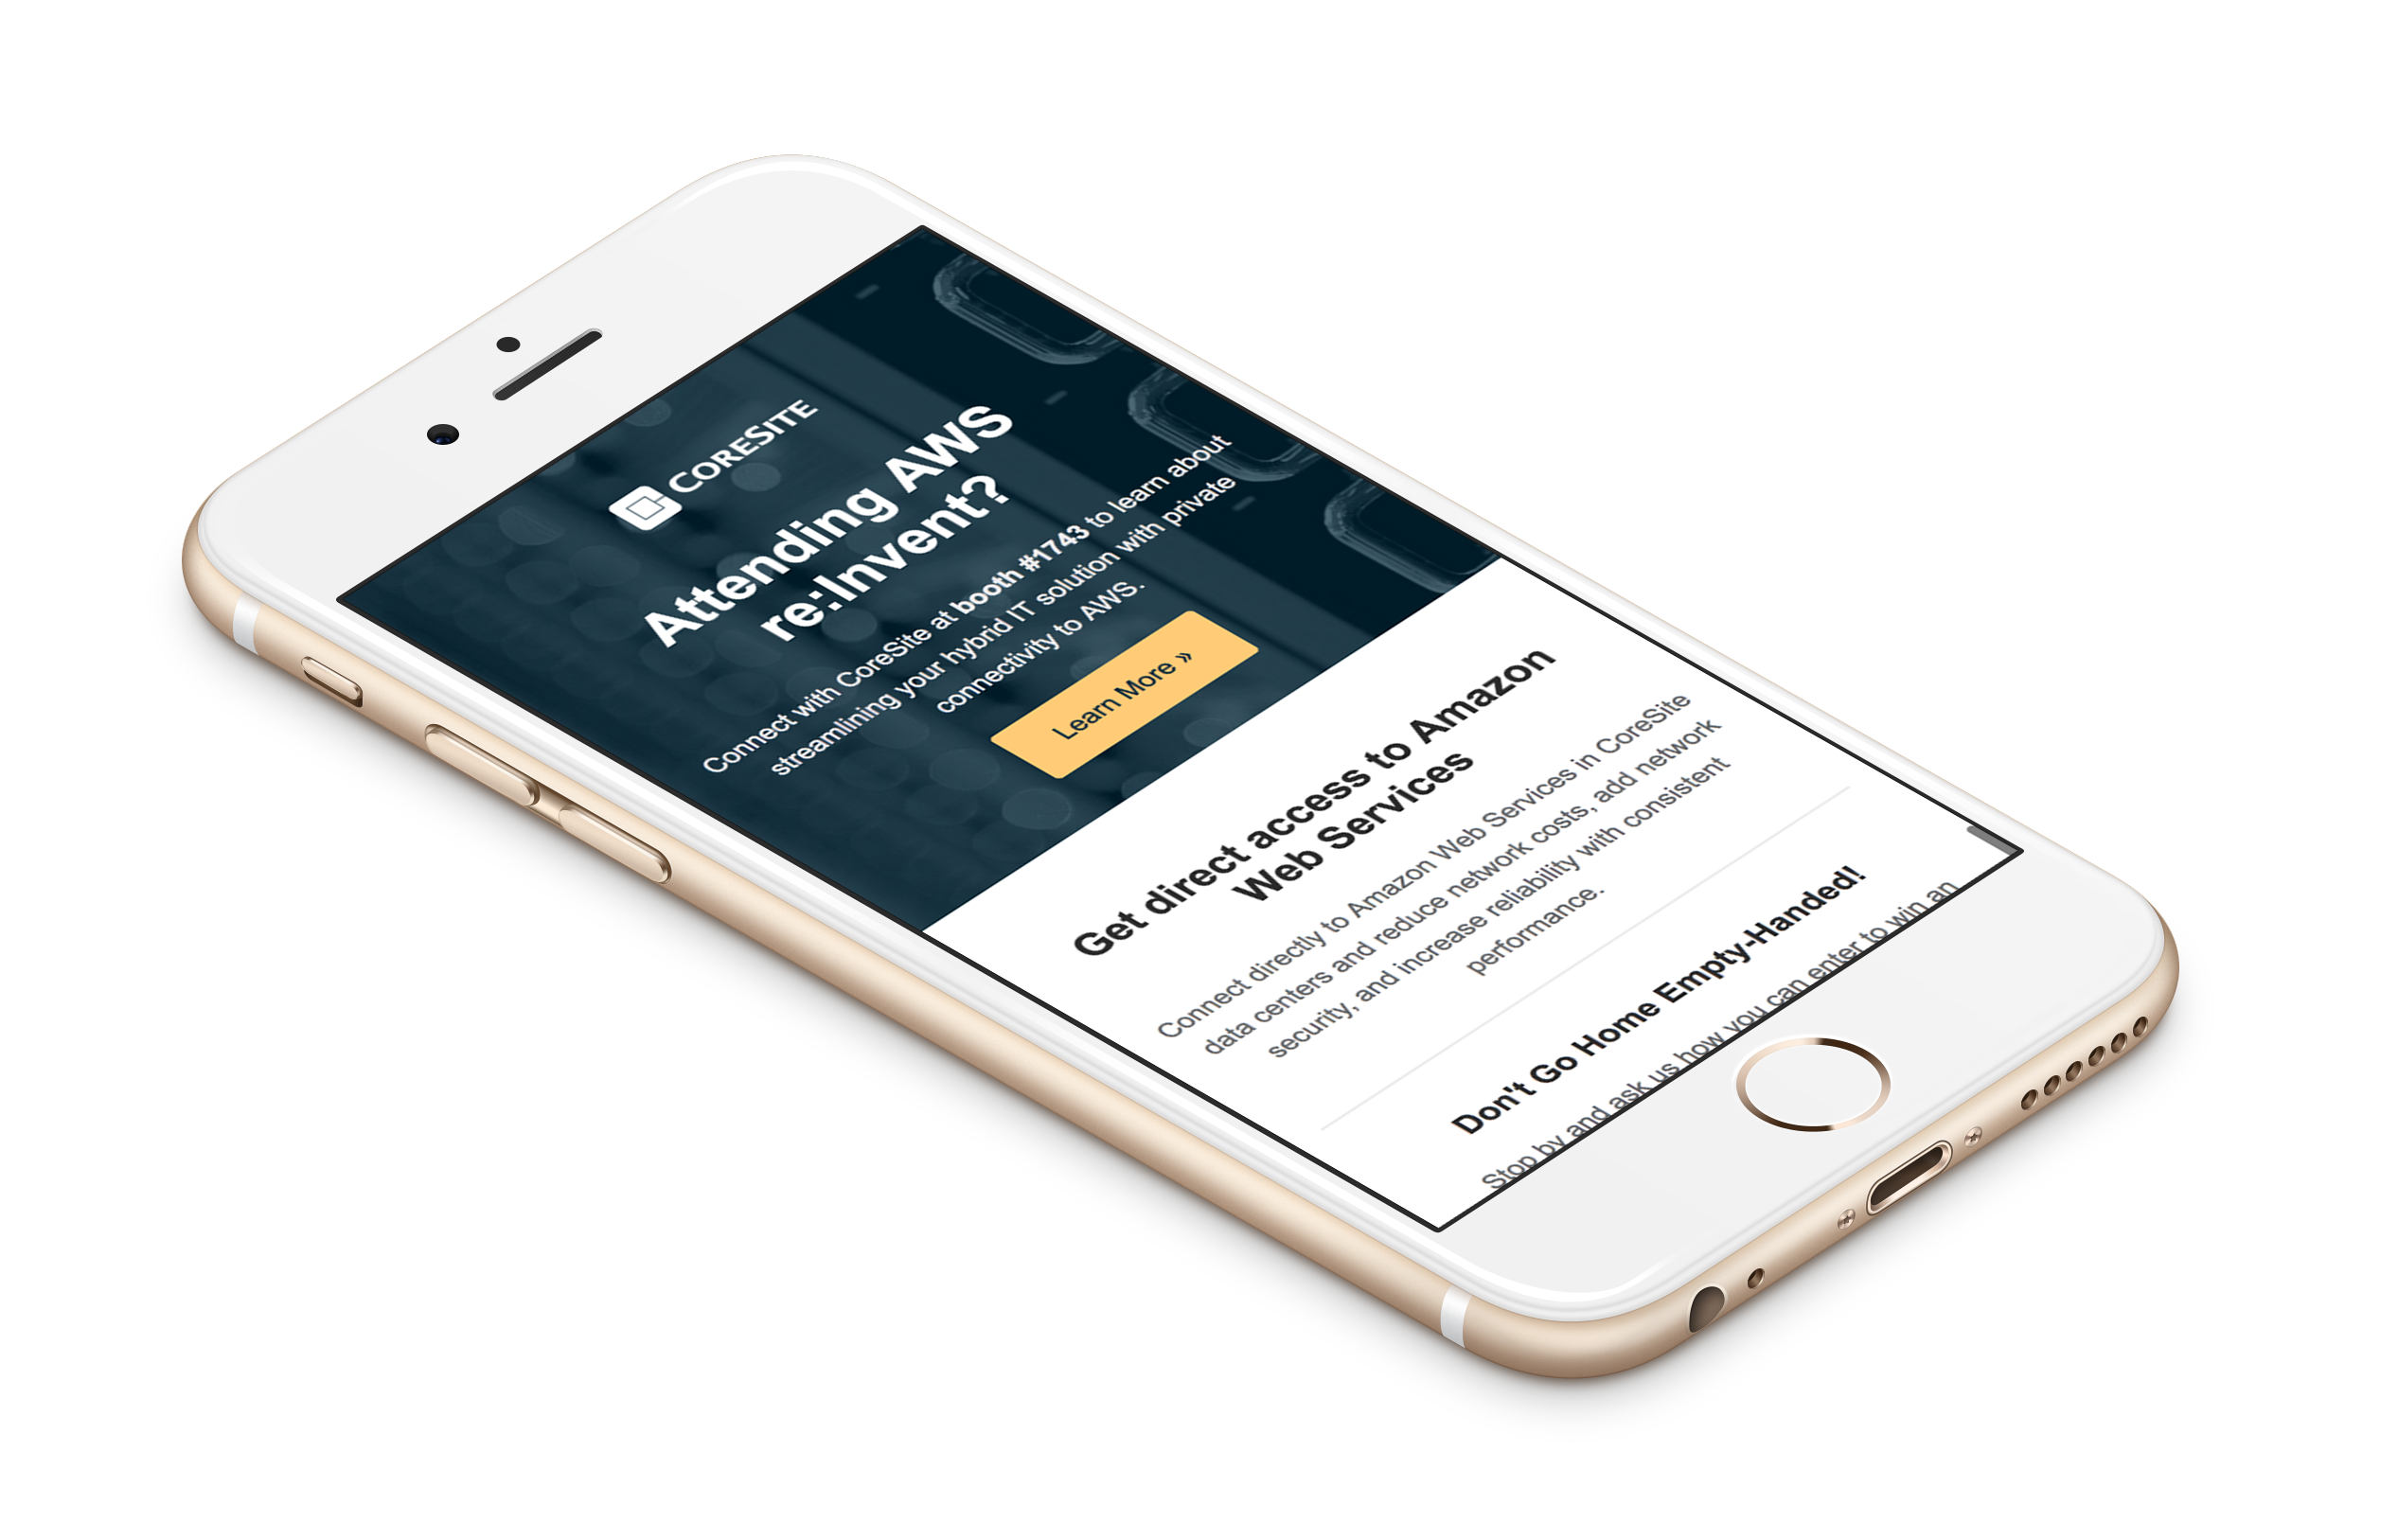 CORESITE
Attending AWS
re:Invent?
Connect with CoreSite at booth #1743 to learn about
streamlining your hybrid IT solution with private
connectivity to AWS.
Learn More »
Get direct access to Amazon
Web Services
Connect directly to Amazon Web Services in CoreSite
data centers and reduce network costs, add network
security, and increase reliability with consistent
performance.
Don't Go Home Empty-Handed!
Stop by and ask us how you can enter to win an